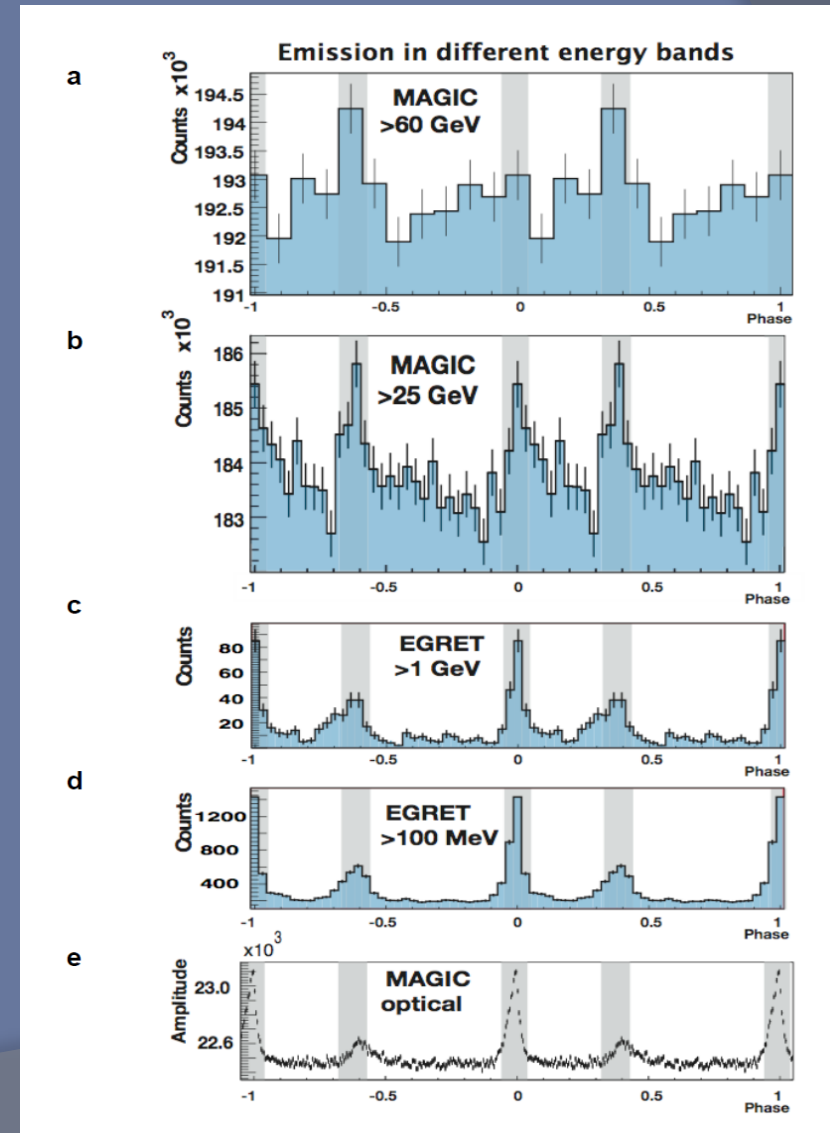 Emission in different energy bands
a
Counts x10³
194.5
194
193.5
193
192.5
192
191.5
191
MAGIC
>60 GeV
-1
-0.5
0
0.5
1
Phase
b
Counts x10³
186
185
184
183
MAGIC
>25 GeV
-1
-0.5
0
0.5
1
Phase
c
Counts
80
60
40
20
EGRET
>1 GeV
-1
-0.5
0
0.5
1
Phase
d
Counts
1200
800
400
EGRET
>100 MeV
-1
-0.5
0
0.5
1
Phase
e
x10³
Amplitude
23.0
22.6
MAGIC
optical
-1
-0.5
0
0.5
1
Phase